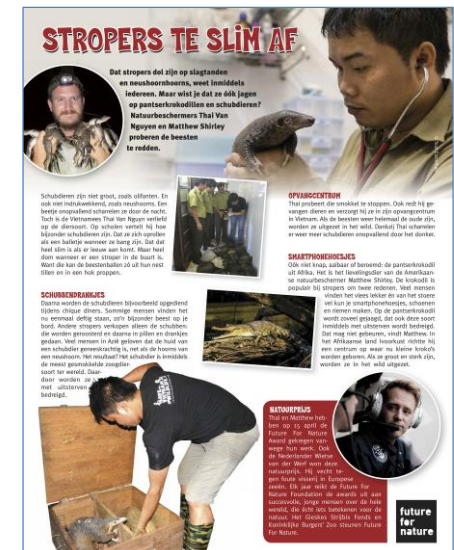 STROPERS TE SLIM AF
Dat stropers dol zijn op slagtanden
en neushoornhoorns, weet inmiddels
iedereen. Maar wist je dat ze óók jagen
op pantserkrokodillen en schubdieren?
Natuurbeschermers Thai Van
Nguyen en Matthew Shirley
proberen de beesten
te redden.
Schubdieren zijn niet groot, zoals olifanten. En
ook niet indrukwekkend, zoals neushoorns. Een
beetje onopvallend scharrelen ze door de nacht.
Toch is de Vietnamees Thai Van Nguyn verliefd
op de diersoort. Op scholen vertelt hij hoe
bijzonder schubdieren zijn. Dat ze zich oprollen
als een balletje wanneer ze bang zijn. Dat dat
heel slim is als er leeuw aan komt. Maar heel
dom wanneer er een stroper in de buurt is.
Want die kan de beestenballen zó uit hun nest
tillen en in een hok proppen.
SCHUBBENDRANKJES
Daarna worden de schubdieren bijvoorbeeld opgediend
tijdens chique diners. Sommige mensen vinden het
nu eenmaal deftig staan, zo'n bijzonder beest op je
bord. Andere stropers verkopen alleen de schubben:
die worden geroosterd en daarna in pillen en drankjes
gedaan. Veel mensen in Azië geloven dat de huid van
een schubdier geneeskrachtig is, net als de hoorns van
een neushoorn. Het resultaat? Het schubdier is inmiddels
de meest gesmokkelde zoogdier-
soort ter wereld. Daar-
door worden ze
met uitsterven
bedreigd.
OPVANGCENTRUM
Thai probeert die smokkel te stoppen. Ook redt hij ge-
vangen dieren en verzorgt hij ze in zijn opvangcentrum
in Vietnam. Als de beesten weer helemaal de oude zijn,
worden ze uitgezet in het wild. Dankzij Thai scharrelen
er weer meer schubdieren onopvallend door het donker.
SMARTPHONEHOESJES
Oók niet knap, aaibaar of beroemd: de pantserkrokodil
uit Afrika. Het is het lievelingsdier van de Amerikaan-
se natuurbeschermer Matthew Shirley. De krokodil is
populair bij stropers om twee redenen. Veel mensen
vinden het vlees lekker én van het stoere
vel kun je smartphonehoesjes, schoenen
en riemen maken. Op de pantserkrokodil
wordt zoveel gejaagd, dat ook deze soort
inmiddels met uitsterven wordt bedreigd.
Dat mag niet gebeuren, vindt Matthew. In
het Afrikaanse land Ivoorkust richtte hij
een centrum op waar nu kleine kroko's
worden geboren. Als ze groot en sterk zijn,
worden ze in het wild uitgezet.
NATUURPRIJS
Thai en Matthew heb-
ben op 15 april de
Future For Nature
Award gekregen van-
wege hun werk. Ook
de Nederlander Wietse
van der Werf won deze
natuurprijs. Hij vecht te-
gen foute visserij in Europese
zeeën. Elk jaar reikt de Future For
Nature Foundation de awards uit aan
succesvolle, jonge mensen over de hele
wereld, die écht iets betekenen voor de
natuur. Het Gieskes Strijbis Fonds en
Koninklijke Burgers' Zoo steunen Future
For Nature.
future
for
nature